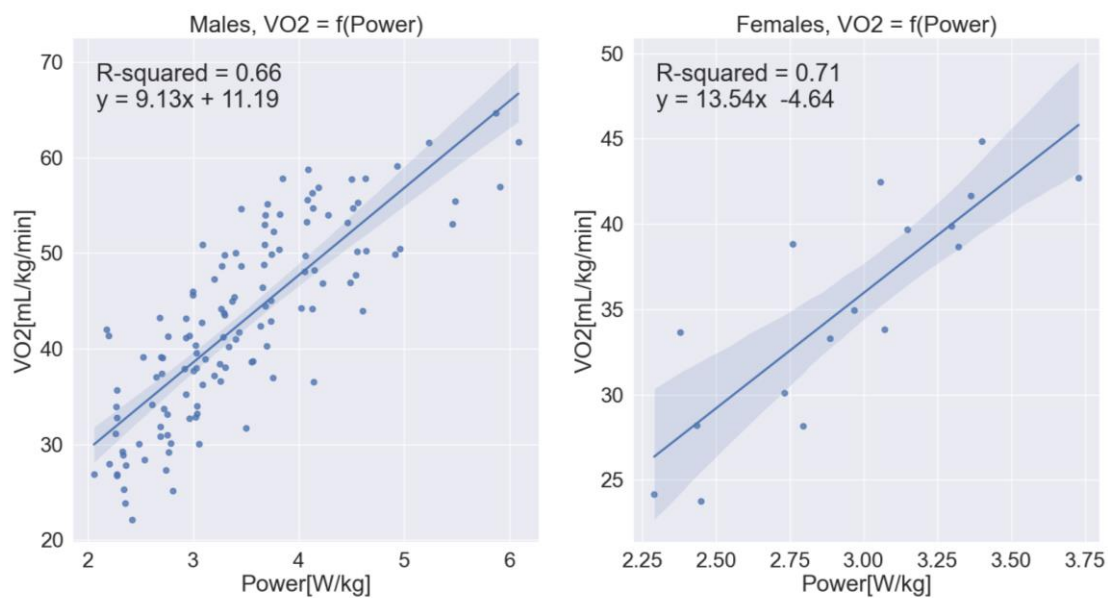 Males, VO2 = f(Power)
R-squared = 0.66
y = 9.13x + 11.19
70
60
50
40
30
20
VO2[mL/kg/min]
2 3 4 5 6
Power[W/kg]
Females, VO2 = f(Power)
R-squared = 0.71
y = 13.54x -4.64
50
45
40
35
30
25
VO2[mL/kg/min]
2.25 2.50 2.75 3.00 3.25 3.50 3.75
Power[W/kg]